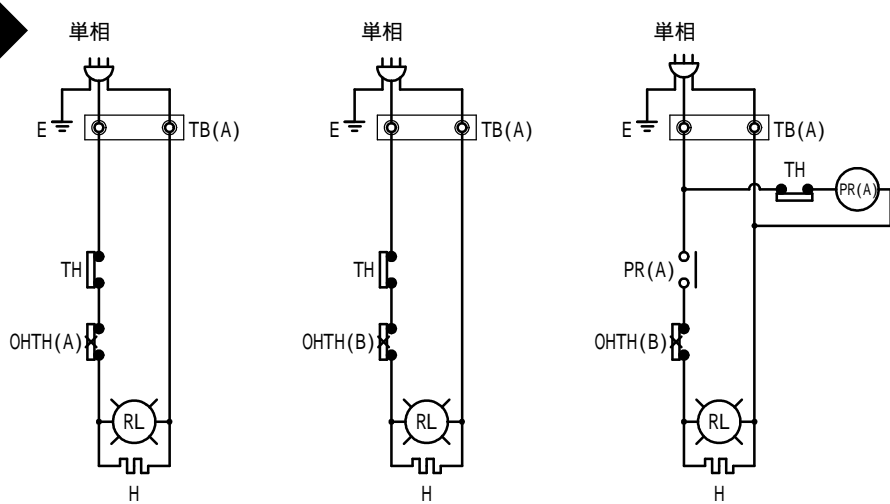 単相
E
TB(A)
TH
OHTH(A)
RL
H
単相
E
TB(A)
TH
OHTH(B)
RL
H
単相
E
TB(A)
TH
PR(A)
PR(A)
OHTH(B)
RL
H